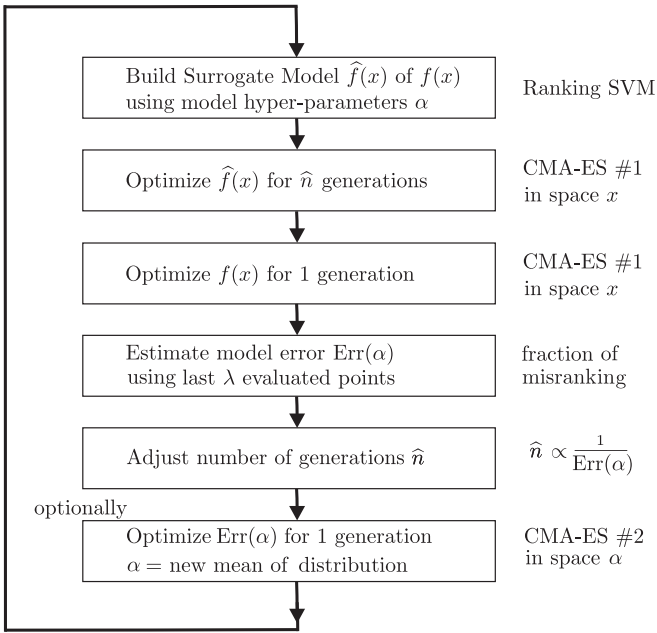 Build Surrogate Model f̂(x) of f(x)
using model hyper-parameters α
Ranking SVM
Optimize f̂(x) for n̂ generations
CMA-ES #1
in space x
Optimize f(x) for 1 generation
CMA-ES #1
in space x
Estimate model error Err(α)
using last λ evaluated points
fraction of
misranking
Adjust number of generations n̂
n̂ ∝ 1/Err(α)
optionally
Optimize Err(α) for 1 generation
α = new mean of distribution
CMA-ES #2
in space α